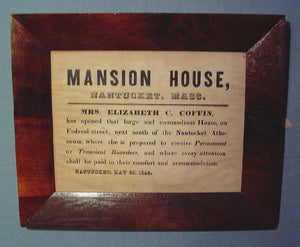 MANSION HOUSE,
NANTUCKET, MASS.
MRS. ELIZABETH C. COFFIN,
has opened that large and commodious House, on
Federal street, next south of the Nantucket Athe-
neum, where she is prepared to receive Permanent
or Transient Boarders, and where every attention
shall be paid to their comfort and accommodation.
NANTUCKET, MAY